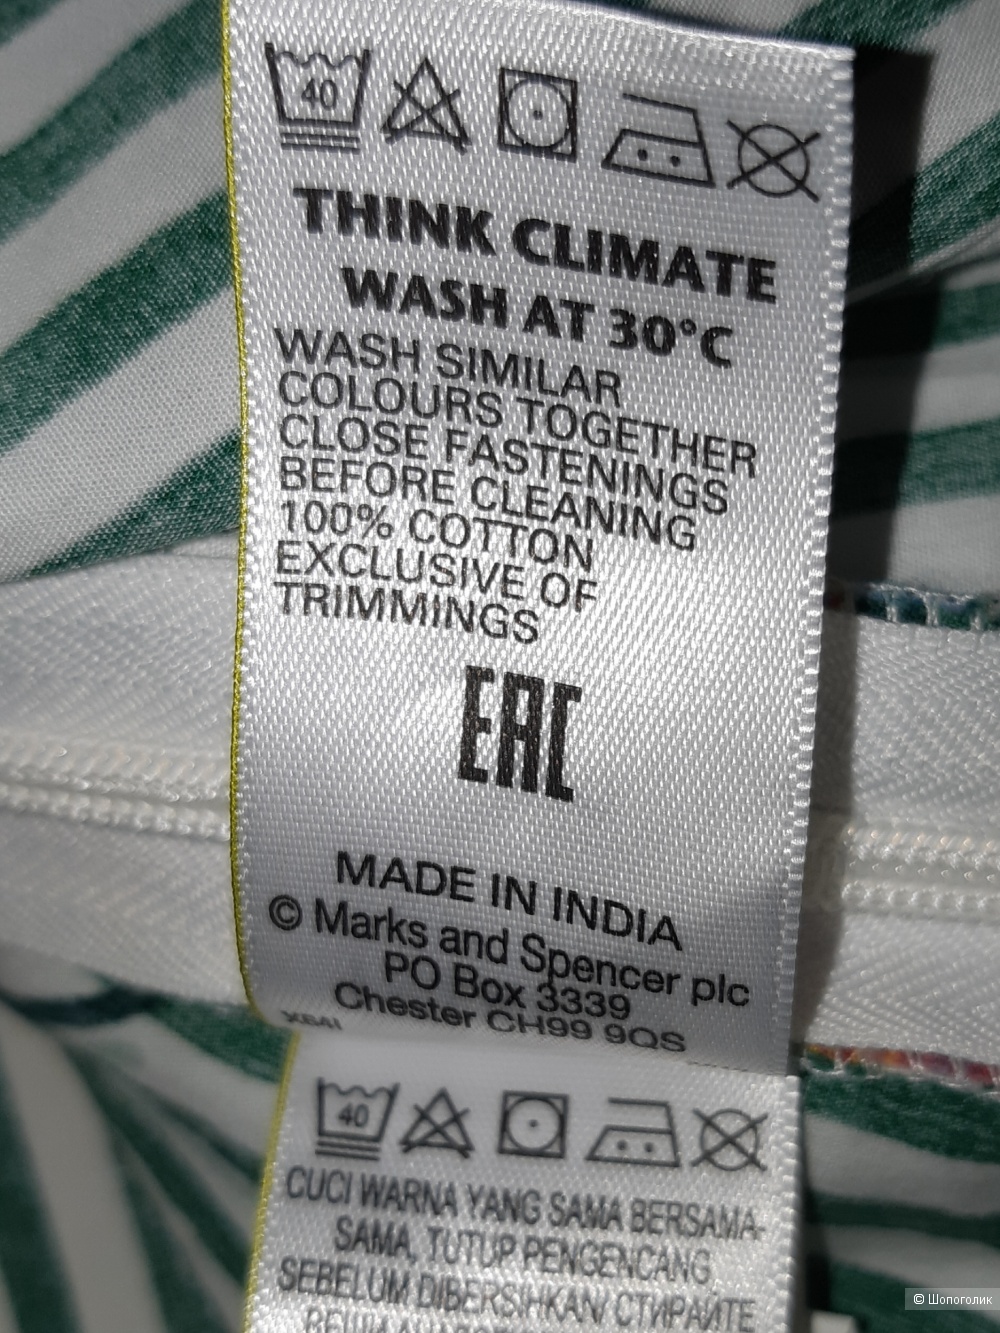 40
THINK CLIMATE
WASH AT 30°C
WASH SIMILAR
COLOURS TOGETHER
CLOSE FASTENINGS
BEFORE CLEANING
100% COTTON
EXCLUSIVE OF
TRIMMINGS
EAC
MADE IN INDIA
© Marks and Spencer plc
PO Box 3339
Chester CH99 9QS
40
CUCI WARNA YANG SAMA BERSAMA-
SAMA, TUTUP PENGENCANG
SEBELUM DIBERSIHKAN/ СТИРАЙТЕ
© Шопоголик